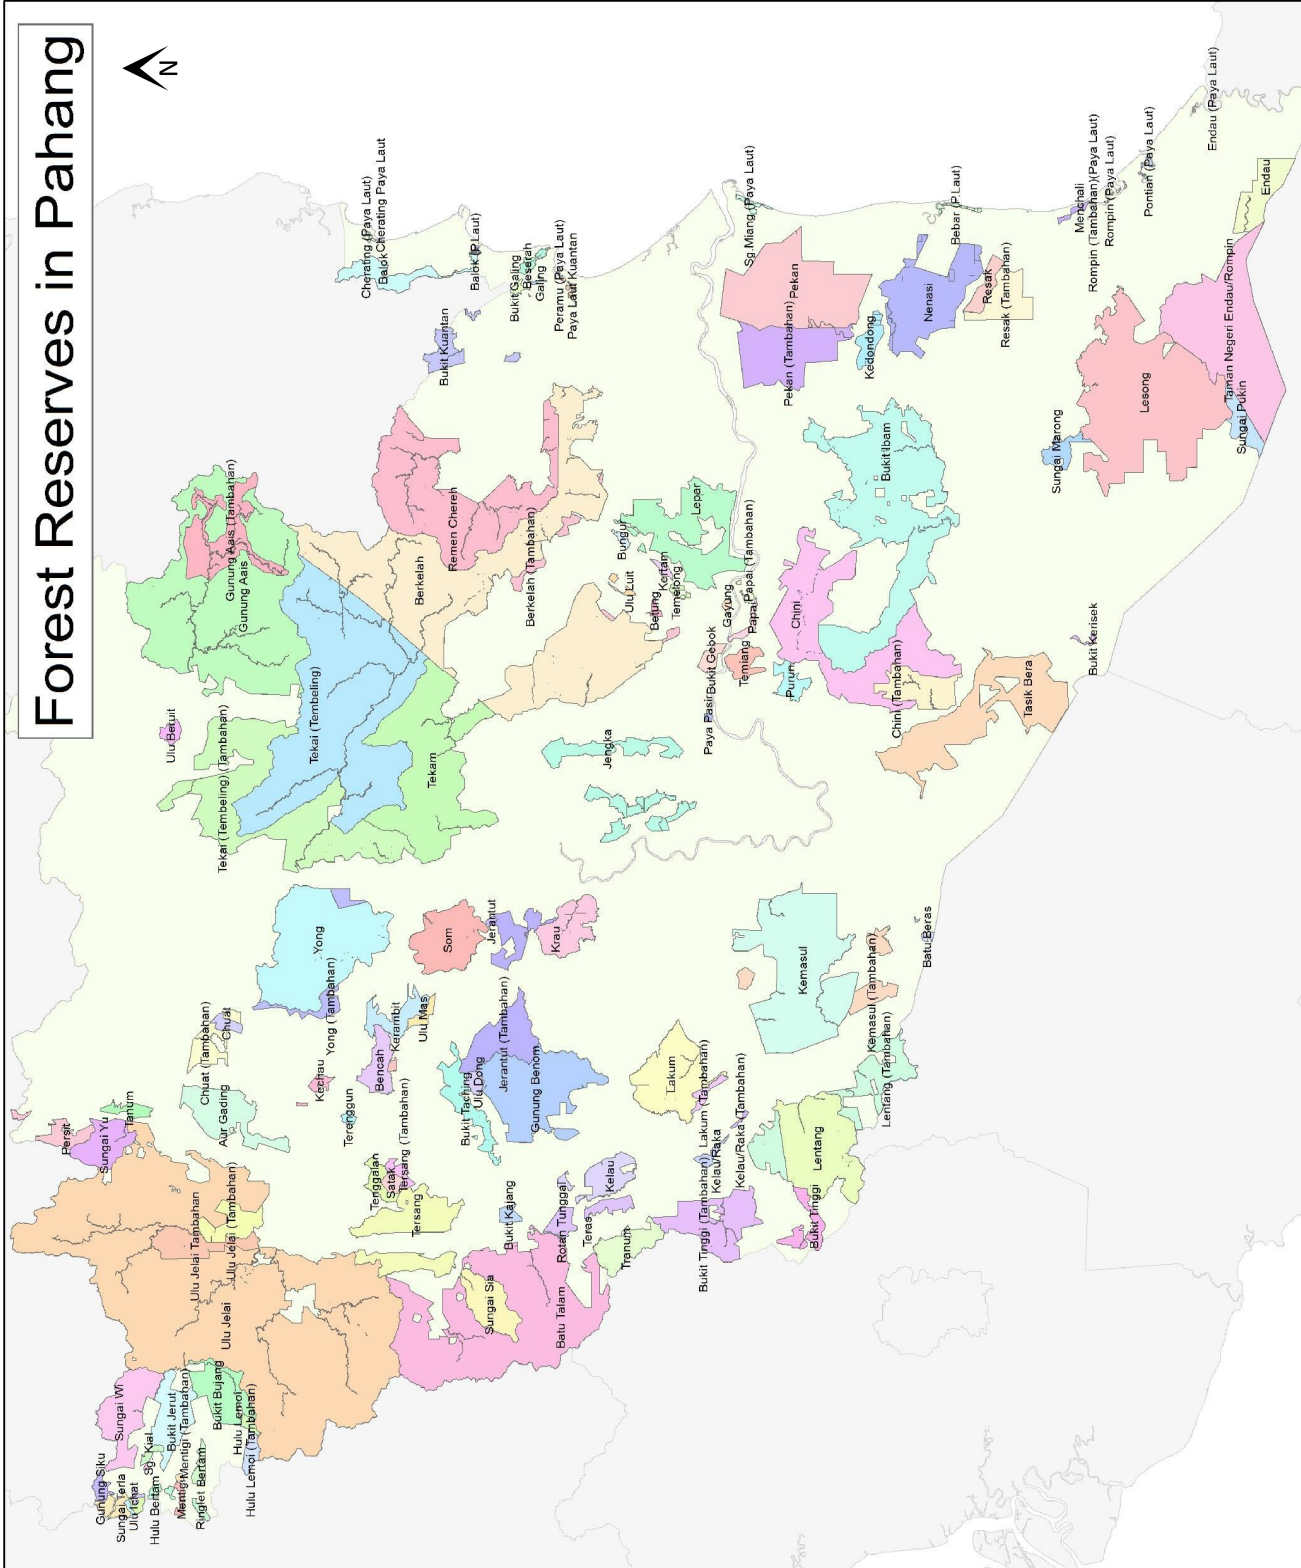 Forest Reserves in Pahang
N
Gunung Siku
Sungai Terla
Ulu Ichat
Hulu Bertam
Sungai Wi
Sg Kial
Bukit Jerut
Mentigi
Mentigi (Tambahan)
Ringlet
Bertam
Bukit Bujang
Hulu Lemoi
Hulu Lemoi (Tambahan)
Ulu Jelai
Ulu Jelai Tambahan
Ulu Jelai (Tambahan)
Persit
Sungai Yu
Tanum
Aur Gading
Chuat (Tambahan)
Chuat
Yong
Yong (Tambahan)
Kechau
Terenggun
Bencah
Kerambit
Ulu Mas
Tenggalan
Satak
Tersang (Tambahan)
Tersang
Som
Jerantut
Krau
Bukit Taching
Ulu Dong
Jerantut (Tambahan)
Gunung Benom
Bukit Kajang
Sungai Sia
Batu Talam
Rotan Tunggal
Teras
Kelau
Tranum
Lakum
Lakum (Tambahan)
Bukit Tinggi (Tambahan)
Kelau/Raka
Kelau/Raka (Tambahan)
Bukit Tinggi
Lentang
Lentang (Tambahan)
Kemasul
Kemasul (Tambahan)
Batu Beras
Ulu Beruit
Tekai (Tembeling) (Tambahan)
Tekai (Tembeling)
Tekam
Gunung Aais (Tambahan)
Gunung Aais
Berkelah
Remen Chereh
Berkelah (Tambahan)
Jengka
Ulu Luit
Bungur
Betung
Kertam
Temelong
Lepar
Gayung
Papai
Papai (Tambahan)
Paya Pasir
Bukit Gebok
Temiang
Purun
Chini
Chini (Tambahan)
Bukit Ibam
Tasik Bera
Bukit Kerisek
Cherating (Paya Laut)
Balok
Cherating Paya Laut
Bukit Kuantan
Balok (P.Laut)
Bukit Galing
Beserah
Galing
Peramu (Paya Laut)
Paya Laut Kuantan
Sg.Miang (Paya Laut)
Pekan
Pekan (Tambahan)
Kedondong
Nenasi
Bebar (P.Laut)
Resak
Resak (Tambahan)
Sungai Marong
Lesong
Menchali
Rompin (Tambahan)(Paya Laut)
Rompin (Paya Laut)
Pontian (Paya Laut)
Endau (Paya Laut)
Endau
Taman Negeri Endau/Rompin
Sungai Pukin